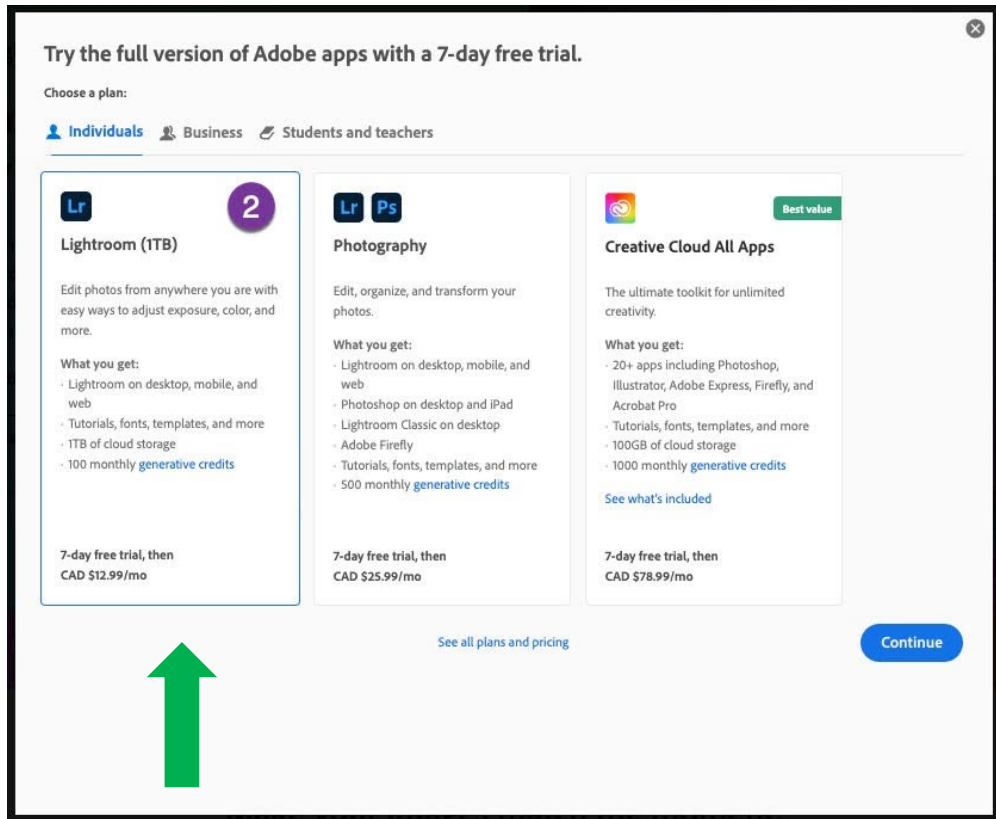 Try the full version of Adobe apps with a 7-day free trial.
Choose a plan:
Individuals Business Students and teachers
Lr
2
Lightroom (1TB)
Edit photos from anywhere you are with
easy ways to adjust exposure, color, and
more.
What you get:
· Lightroom on desktop, mobile, and
web
· Tutorials, fonts, templates, and more
· 1TB of cloud storage
· 100 monthly generative credits
7-day free trial, then
CAD $12.99/mo
Lr Ps
Photography
Edit, organize, and transform your
photos.
What you get:
· Lightroom on desktop, mobile, and
web
· Photoshop on desktop and iPad
· Lightroom Classic on desktop
· Adobe Firefly
· Tutorials, fonts, templates, and more
· 500 monthly generative credits
7-day free trial, then
CAD $25.99/mo
Best value
Creative Cloud All Apps
The ultimate toolkit for unlimited
creativity.
What you get:
· 20+ apps including Photoshop,
Illustrator, Adobe Express, Firefly, and
Acrobat Pro
· Tutorials, fonts, templates, and more
· 100GB of cloud storage
· 1000 monthly generative credits
See what's included
7-day free trial, then
CAD $78.99/mo
See all plans and pricing
Continue